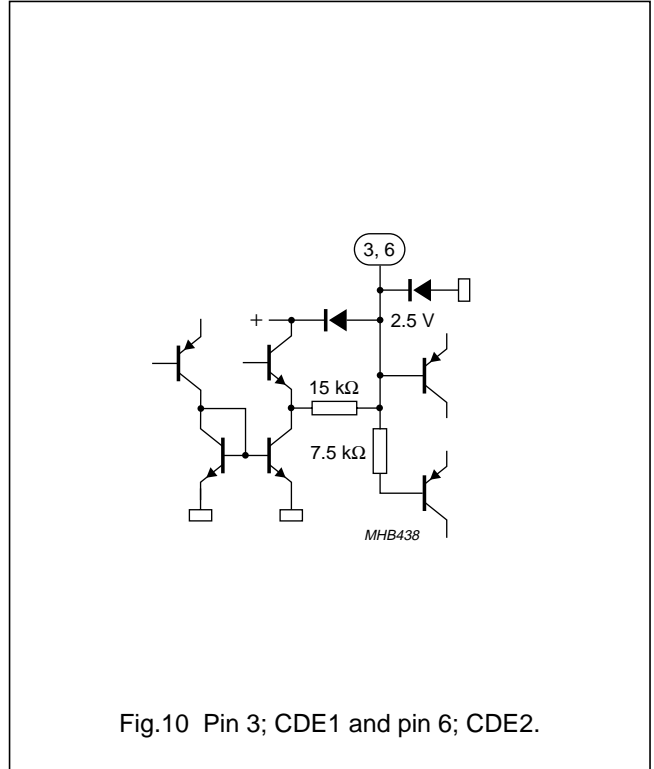 3, 6
+
2.5 V
15 kΩ
7.5 kΩ
MHB438
Fig.10 Pin 3; CDE1 and pin 6; CDE2.